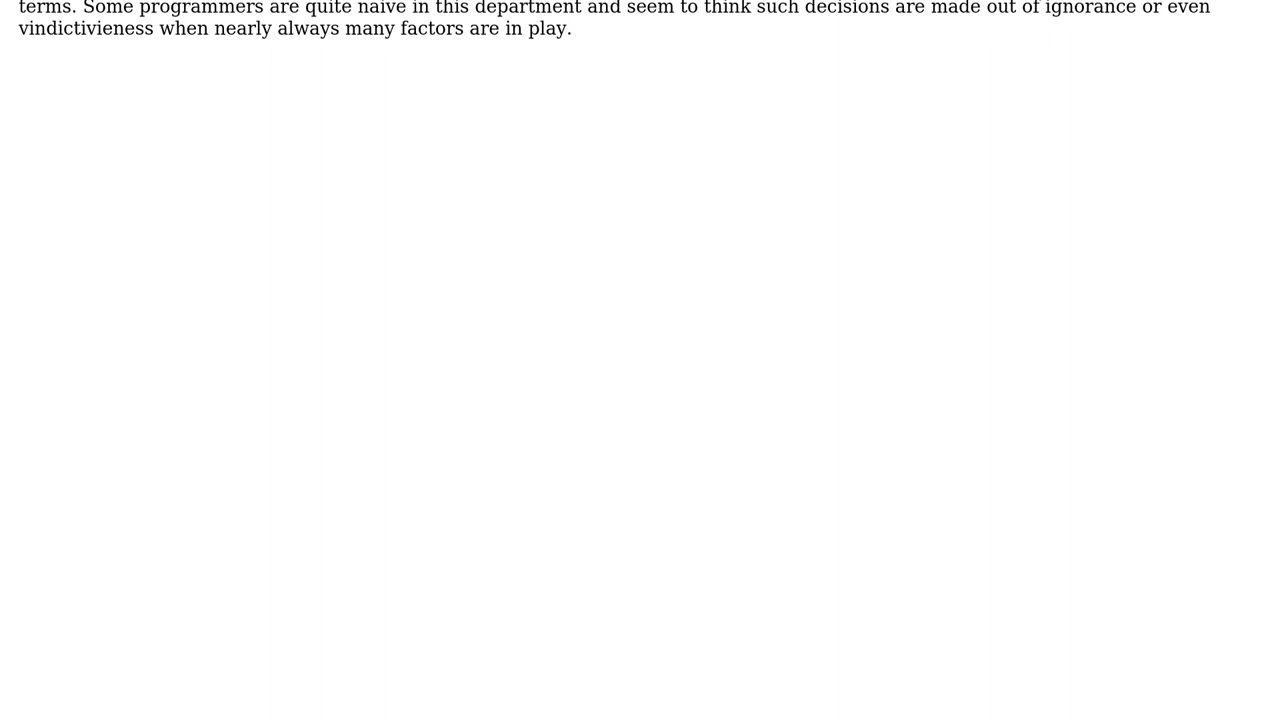 terms. Some programmers are quite naive in this department and seem to think such decisions are made out of ignorance or even
vindictivieness when nearly always many factors are in play.